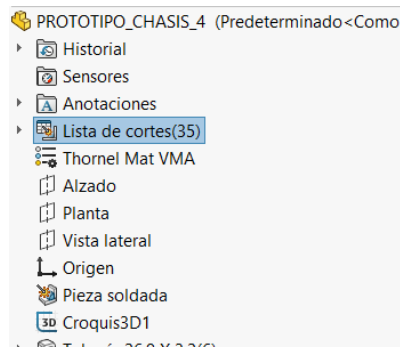 PROTOTIPO_CHASIS_4 (Predeterminado<Como
Historial
Sensores
A Anotaciones
Lista de cortes(35)
Thornel Mat VMA
Alzado
Planta
Vista lateral
Origen
Pieza soldada
3D Croquis3D1